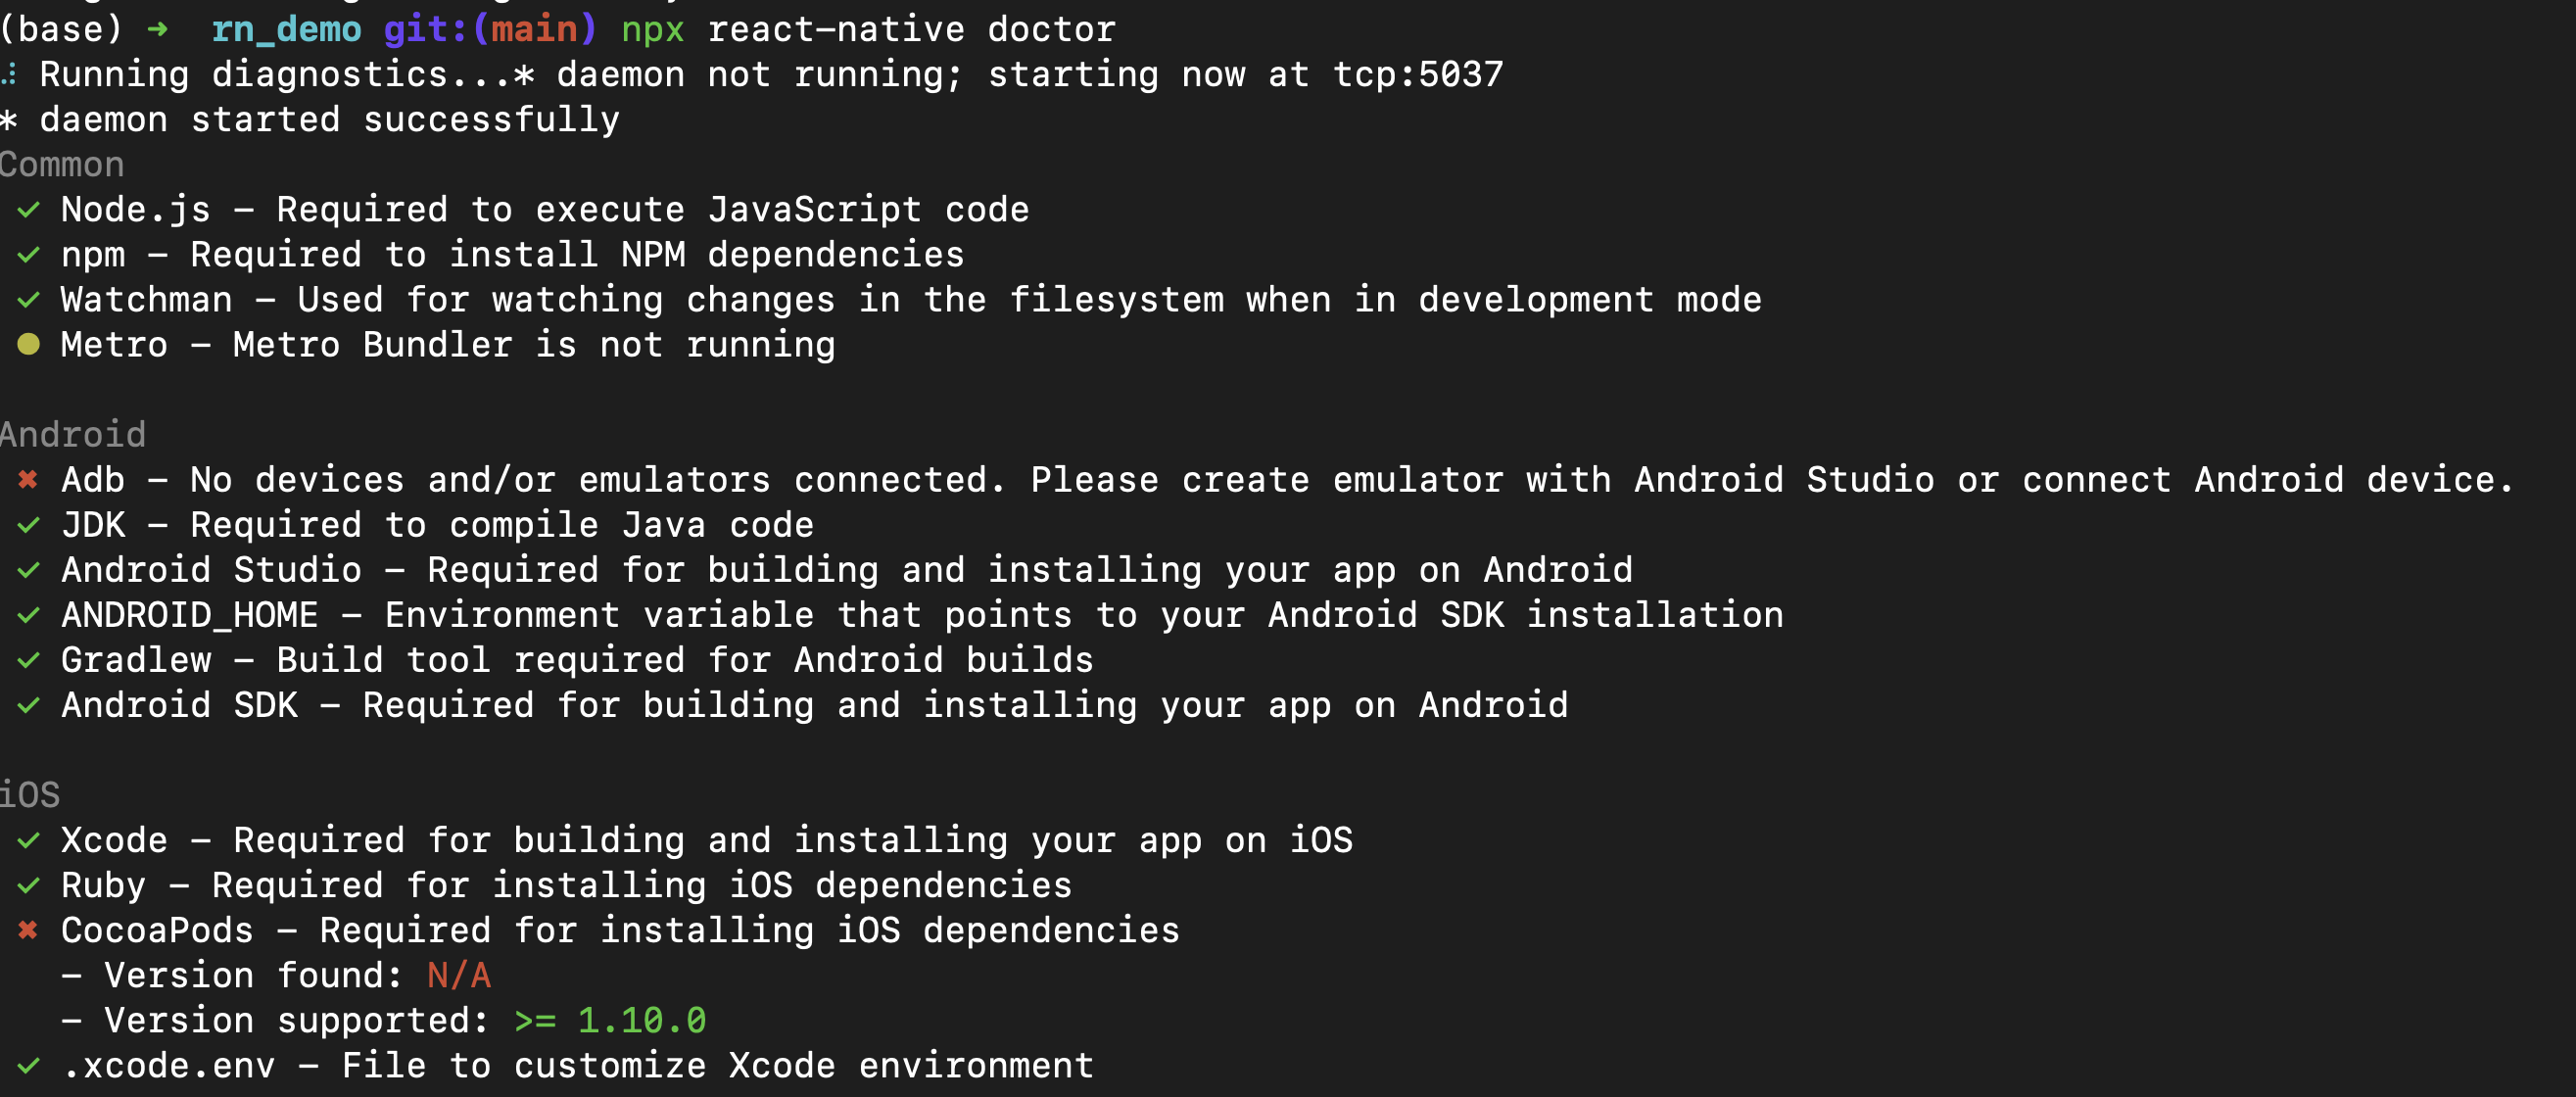 (base) ➜  rn_demo git:(main) npx react-native doctor
⠼ Running diagnostics...* daemon not running; starting now at tcp:5037
* daemon started successfully
Common
✓ Node.js – Required to execute JavaScript code
✓ npm – Required to install NPM dependencies
✓ Watchman – Used for watching changes in the filesystem when in development mode
● Metro – Metro Bundler is not running
Android
✖ Adb – No devices and/or emulators connected. Please create emulator with Android Studio or connect Android device.
✓ JDK – Required to compile Java code
✓ Android Studio – Required for building and installing your app on Android
✓ ANDROID_HOME – Environment variable that points to your Android SDK installation
✓ Gradlew – Build tool required for Android builds
✓ Android SDK – Required for building and installing your app on Android
iOS
✓ Xcode – Required for building and installing your app on iOS
✓ Ruby – Required for installing iOS dependencies
✖ CocoaPods – Required for installing iOS dependencies
– Version found: N/A
– Version supported: >= 1.10.0
✓ .xcode.env – File to customize Xcode environment